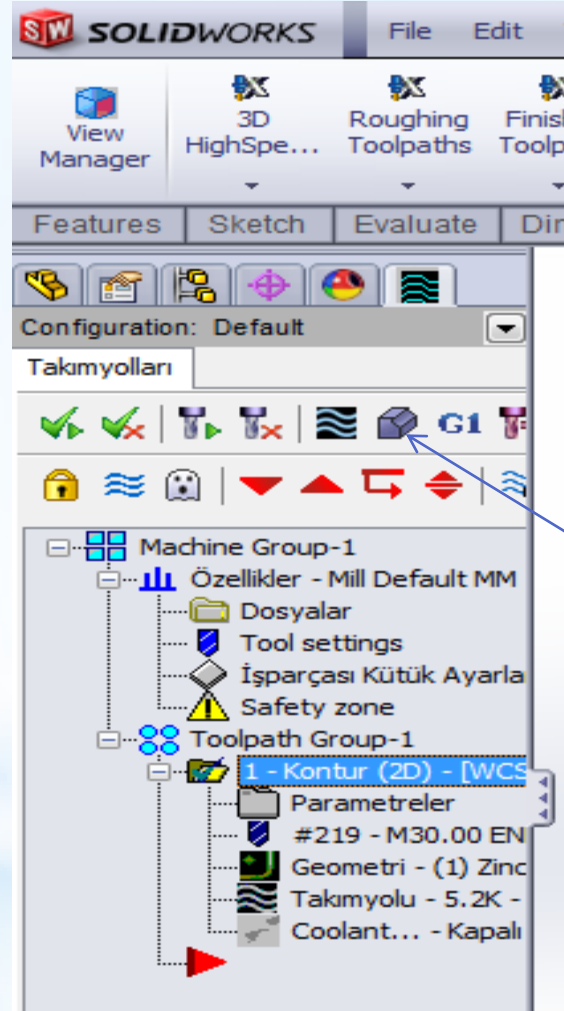 SW SOLIDWORKS File Edit
View Manager
3D HighSpe...
Roughing Toolpaths
Features Sketch Evaluate
Configuration: Default
Takımyolları
G1
Machine Group-1
Özellikler - Mill Default MM
Dosyalar
Tool settings
İşparçası Kütük Ayarla
Safety zone
Toolpath Group-1
1 - Kontur (2D) - [WCS
Parametreler
#219 - M30.00 EN
Geometri - (1) Zinc
Takımyolu - 5.2K -
Coolant... - Kapalı